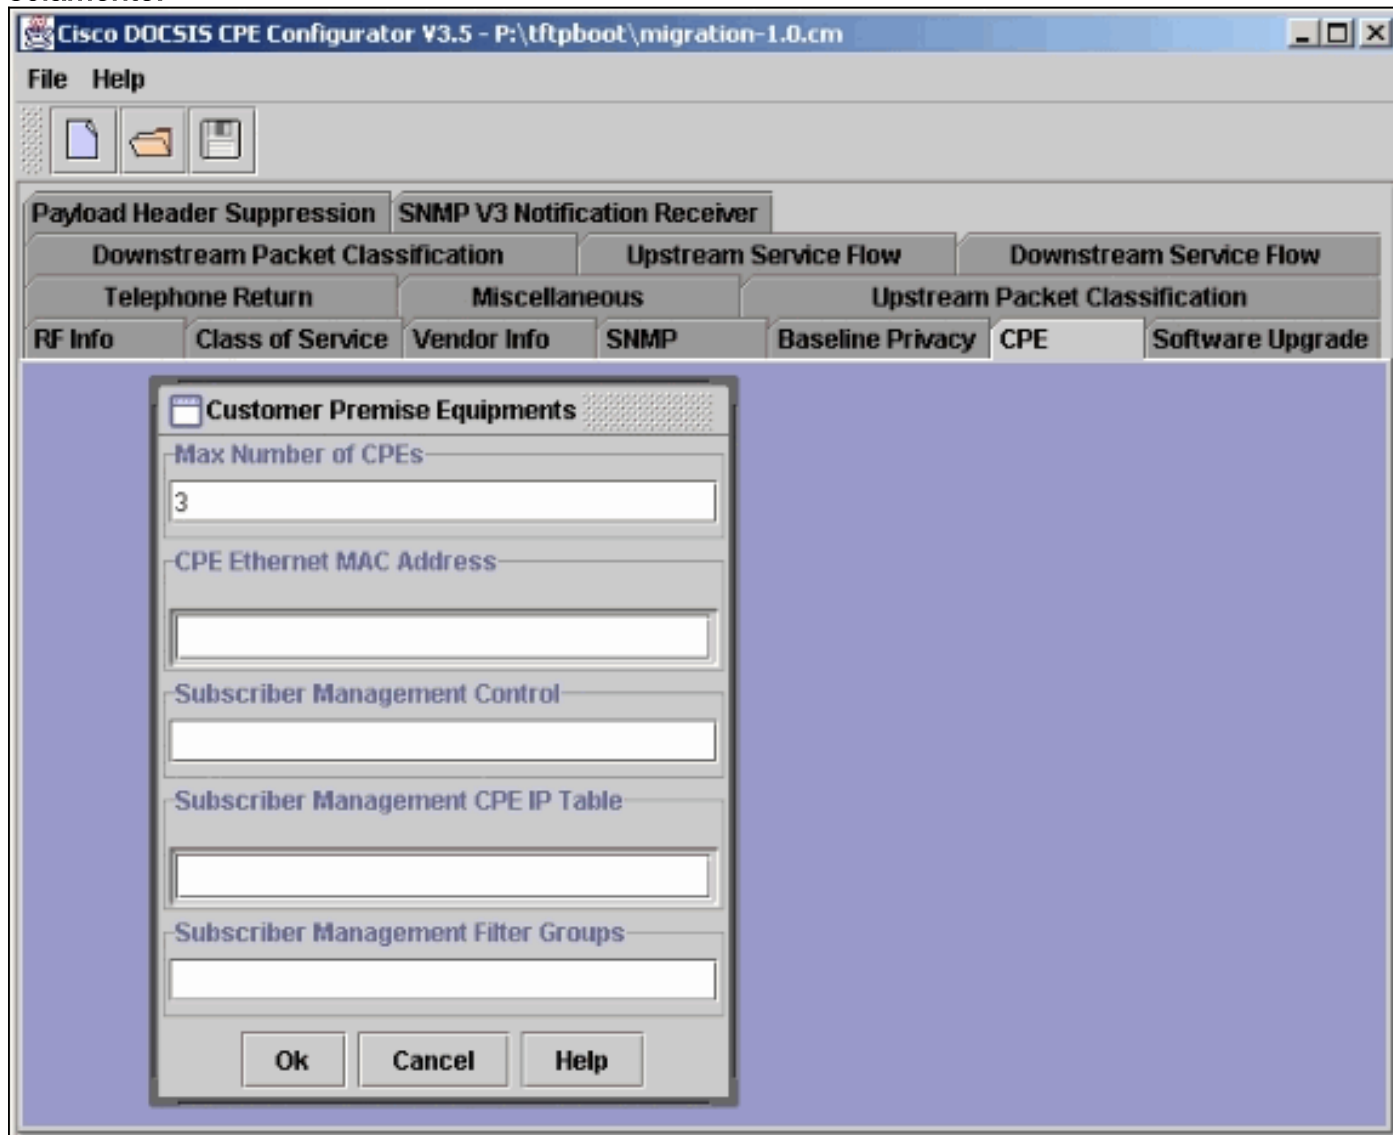 Cisco DOCSIS CPE Configurator V3.5 - P:\tftpboot\migration-1.0.cm
File Help
Payload Header Suppression SNMP V3 Notification Receiver
Downstream Packet Classification Upstream Service Flow Downstream Service Flow
Telephone Return Miscellaneous Upstream Packet Classification
RF Info Class of Service Vendor Info SNMP Baseline Privacy CPE Software Upgrade
Customer Premise Equipments
Max Number of CPEs
3
CPE Ethernet MAC Address
Subscriber Management Control
Subscriber Management CPE IP Table
Subscriber Management Filter Groups
Ok Cancel Help